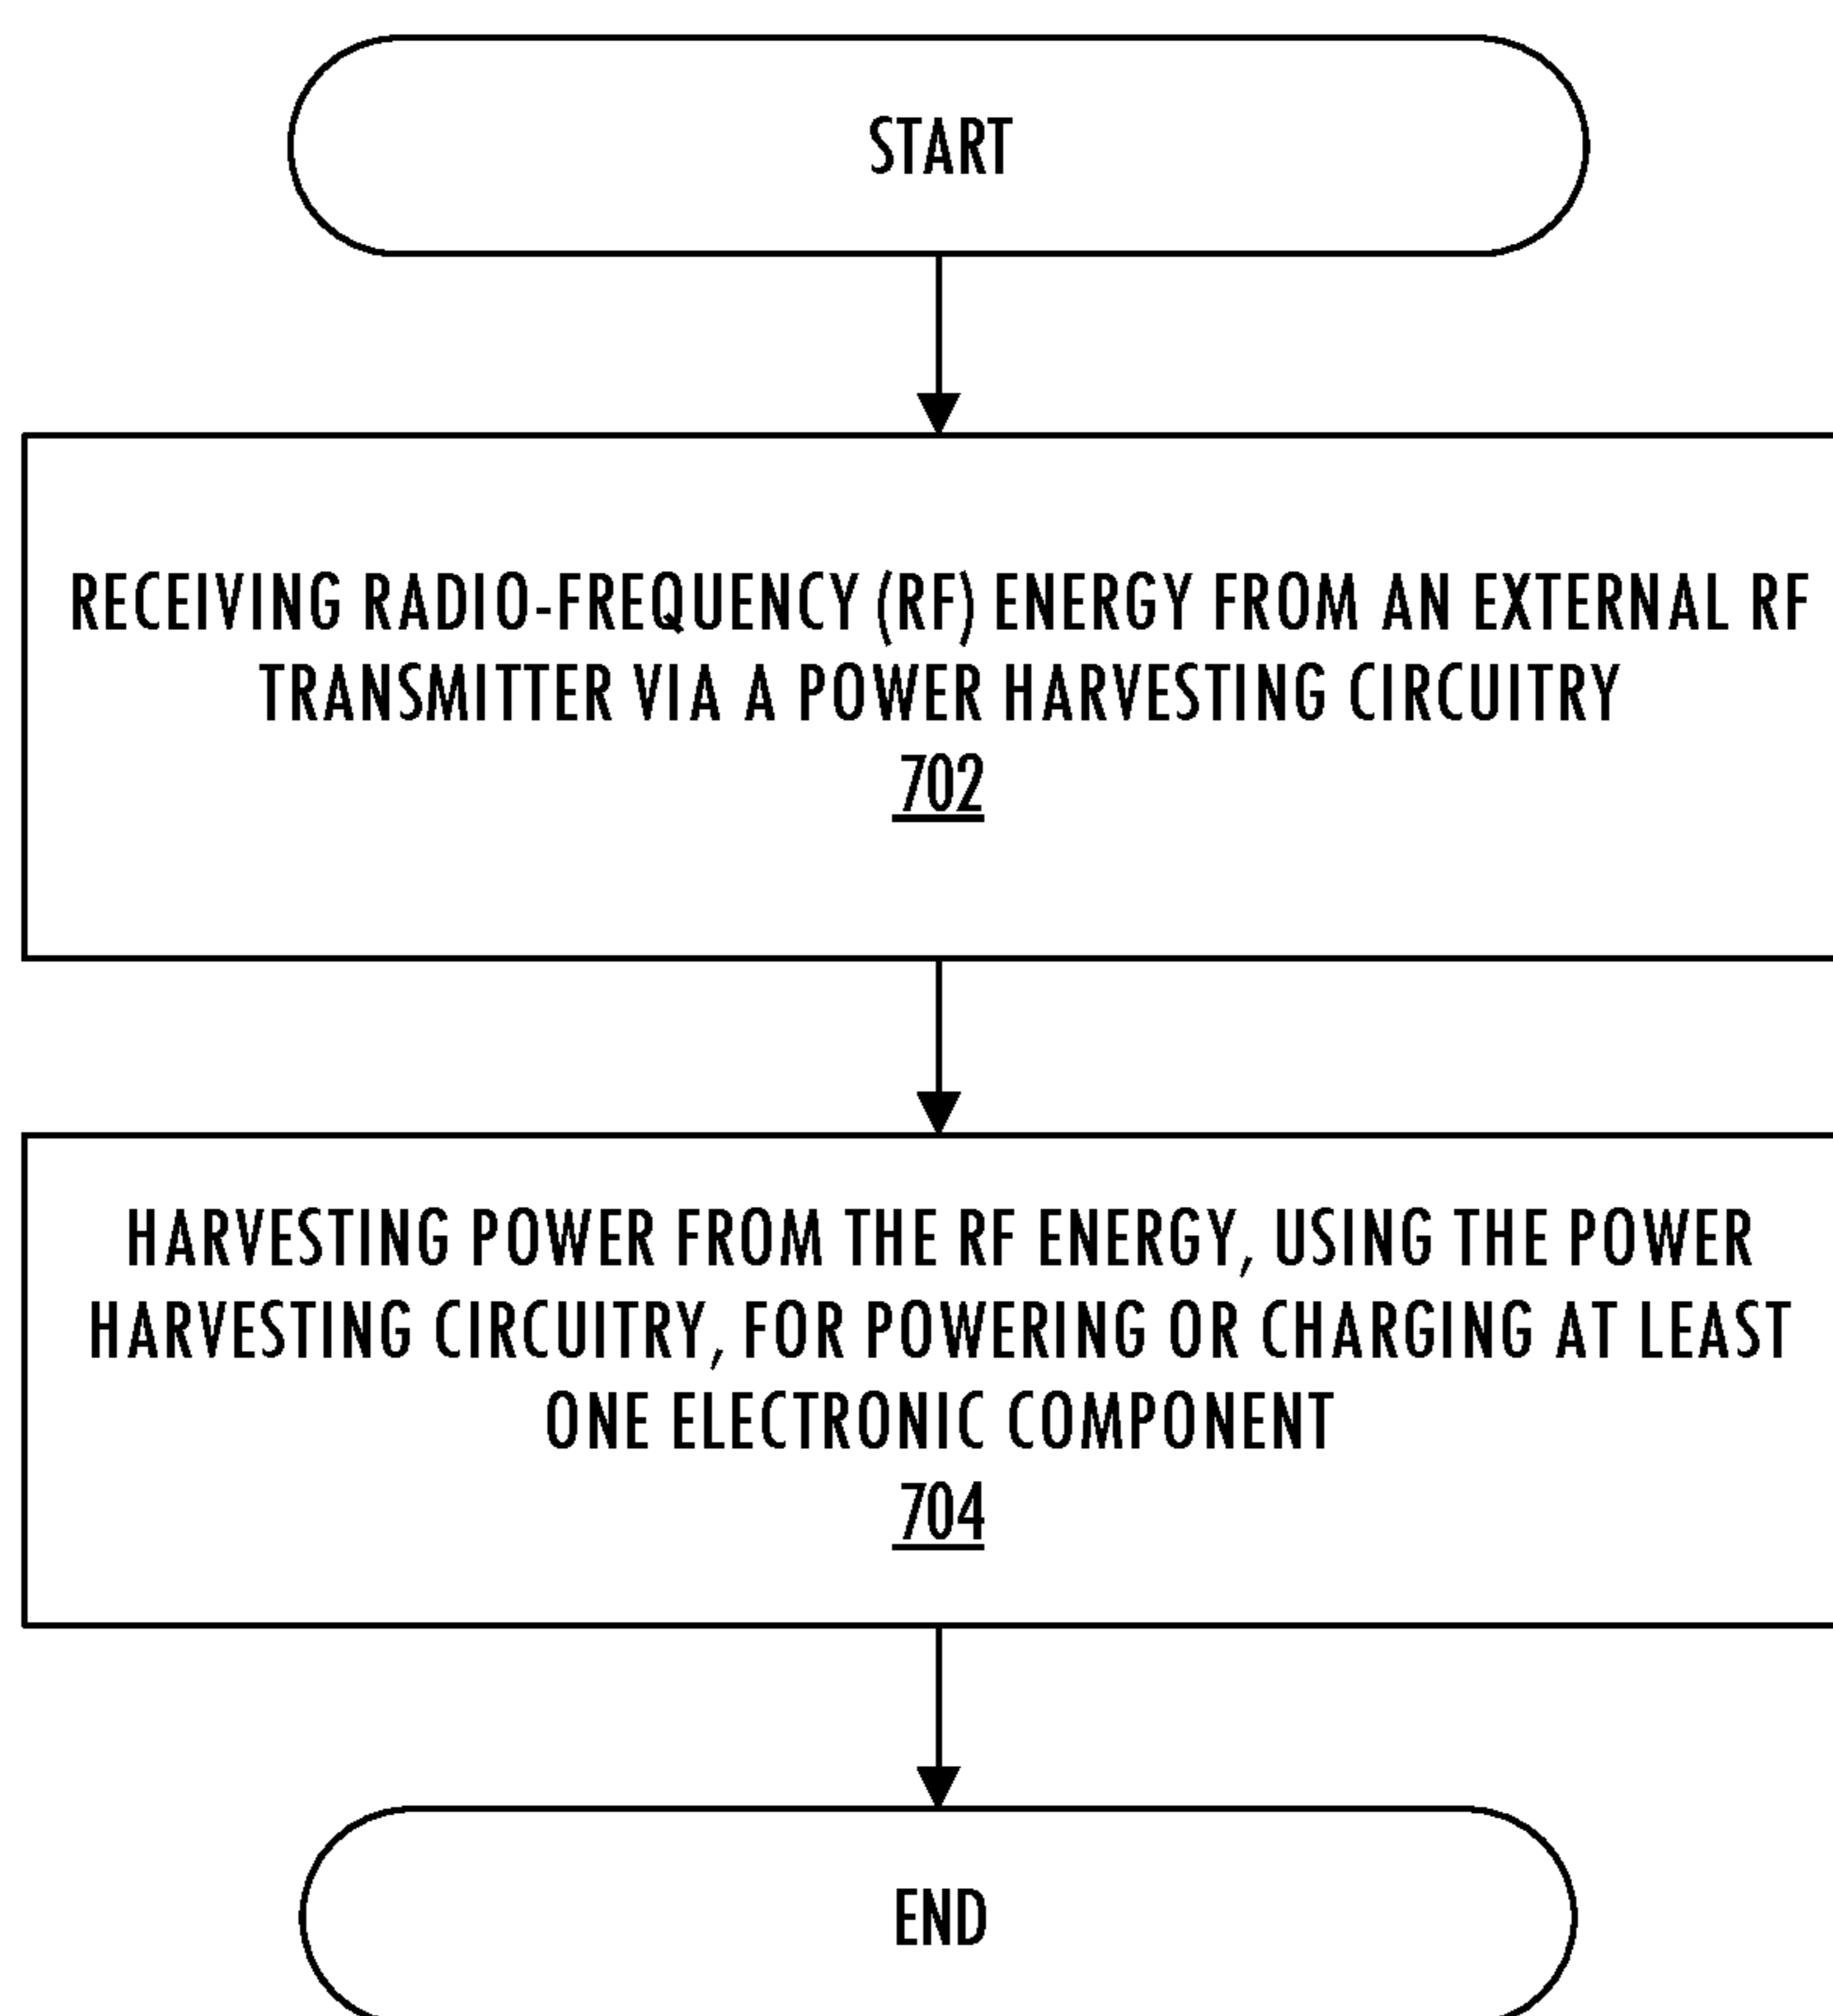 START
RECEIVING RADIO-FREQUENCY (RF) ENERGY FROM AN EXTERNAL RF
TRANSMITTER VIA A POWER HARVESTING CIRCUITRY
702
HARVESTING POWER FROM THE RF ENERGY, USING THE POWER
HARVESTING CIRCUITRY, FOR POWERING OR CHARGING AT LEAST
ONE ELECTRONIC COMPONENT
704
END